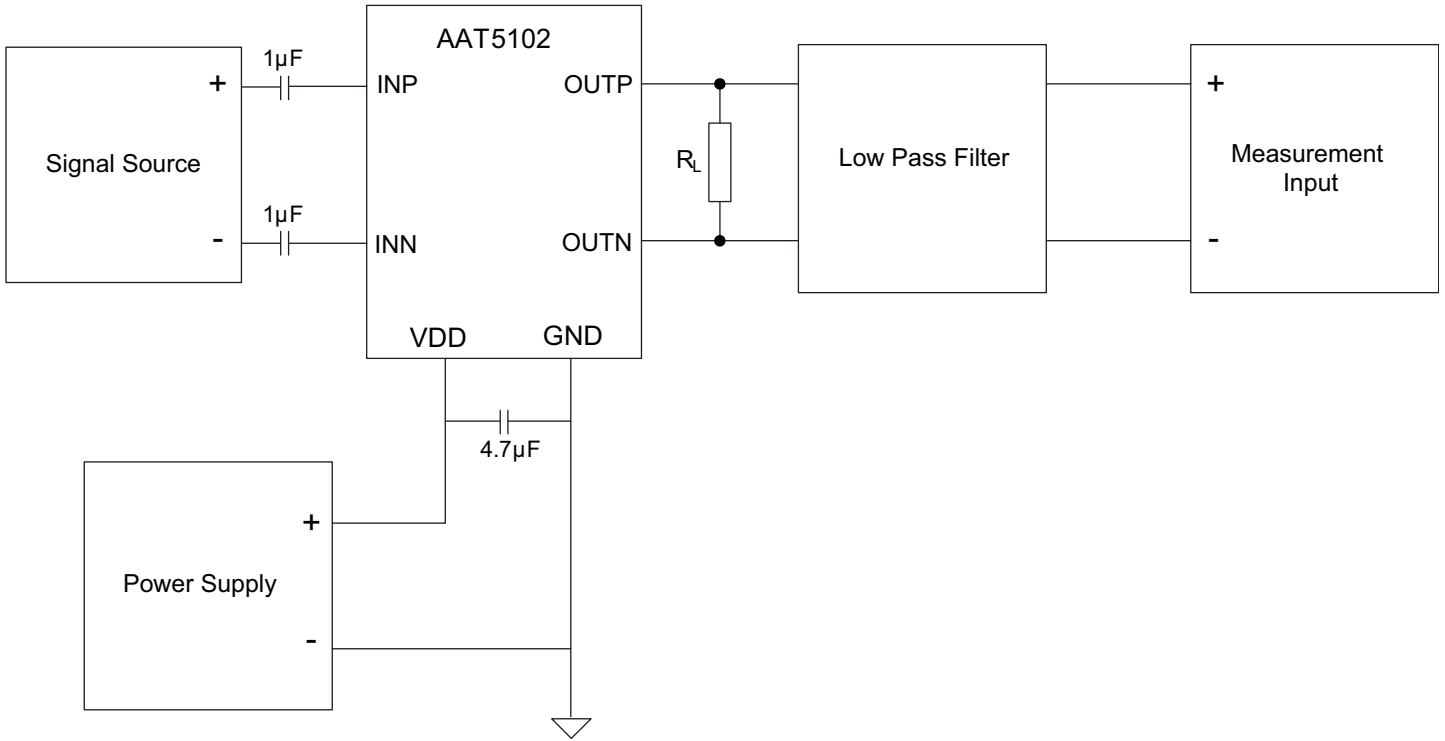 AAT5102
1µF
+
INP
OUTP
+
Signal Source
R_L
Low Pass Filter
Measurement
Input
1µF
-
INN
OUTN
-
VDD
GND
4.7µF
+
Power Supply
-